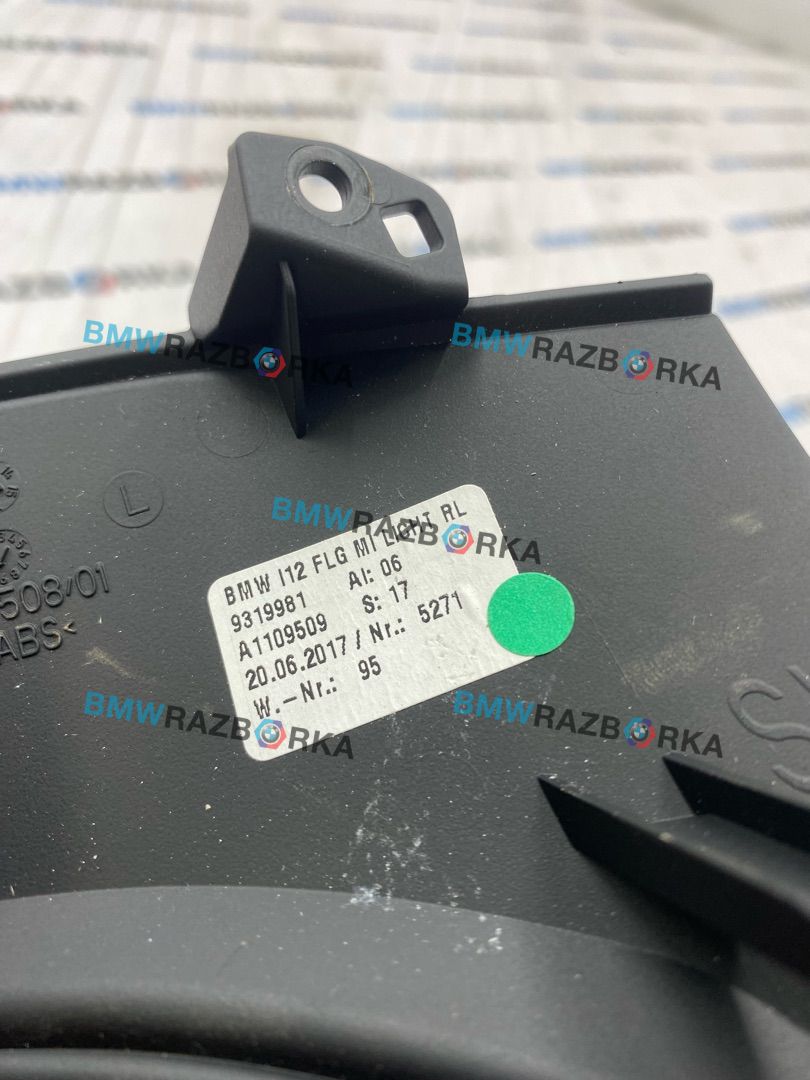 BMWRAZBORKA
BMWRAZBORKA
L
BMWRAZBORKA
BMW I12 FLG MI LICHT RL
9319981 AI: 06
A1109509 S: 17
20.06.2017 / Nr.: 5271
W.-Nr.: 95
508/01
ABS<
BMWRAZBORKA
BMWRAZBORKA